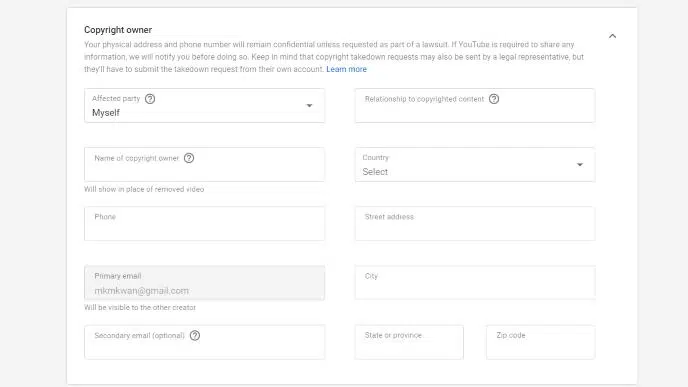 Copyright owner
Your physical address and phone number will remain confidential unless requested as part of a lawsuit. If YouTube is required to share any
information, we will notify you before doing so. Keep in mind that copyright takedown requests may also be sent by a legal representative, but
they'll have to submit the takedown request from their own account. Learn more
Affected party
Myself
Relationship to copyrighted content
Name of copyright owner
Will show in place of removed video
Country
Select
Phone
Street address
Primary email
mkmkwan@gmail.com
Will be visible to the other creator
City
Secondary email (optional)
State or province
Zip code